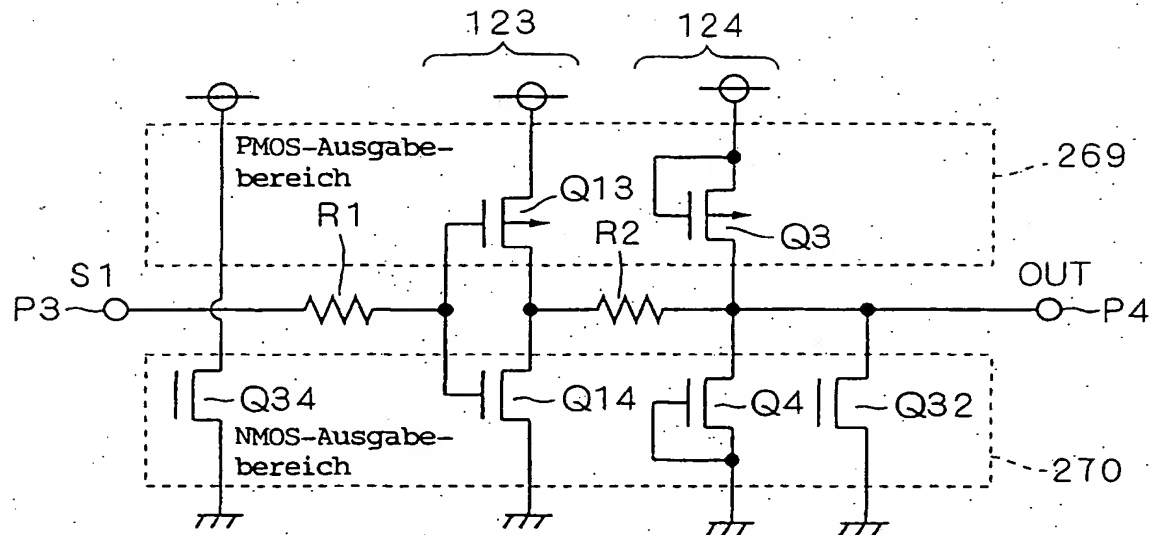 123
124
PMOS-Ausgabe-
bereich
269
Q13
R1
R2
Q3
S1
OUT
P3
P4
Q34
Q14
Q4
Q32
NMOS-Ausgabe-
bereich
270